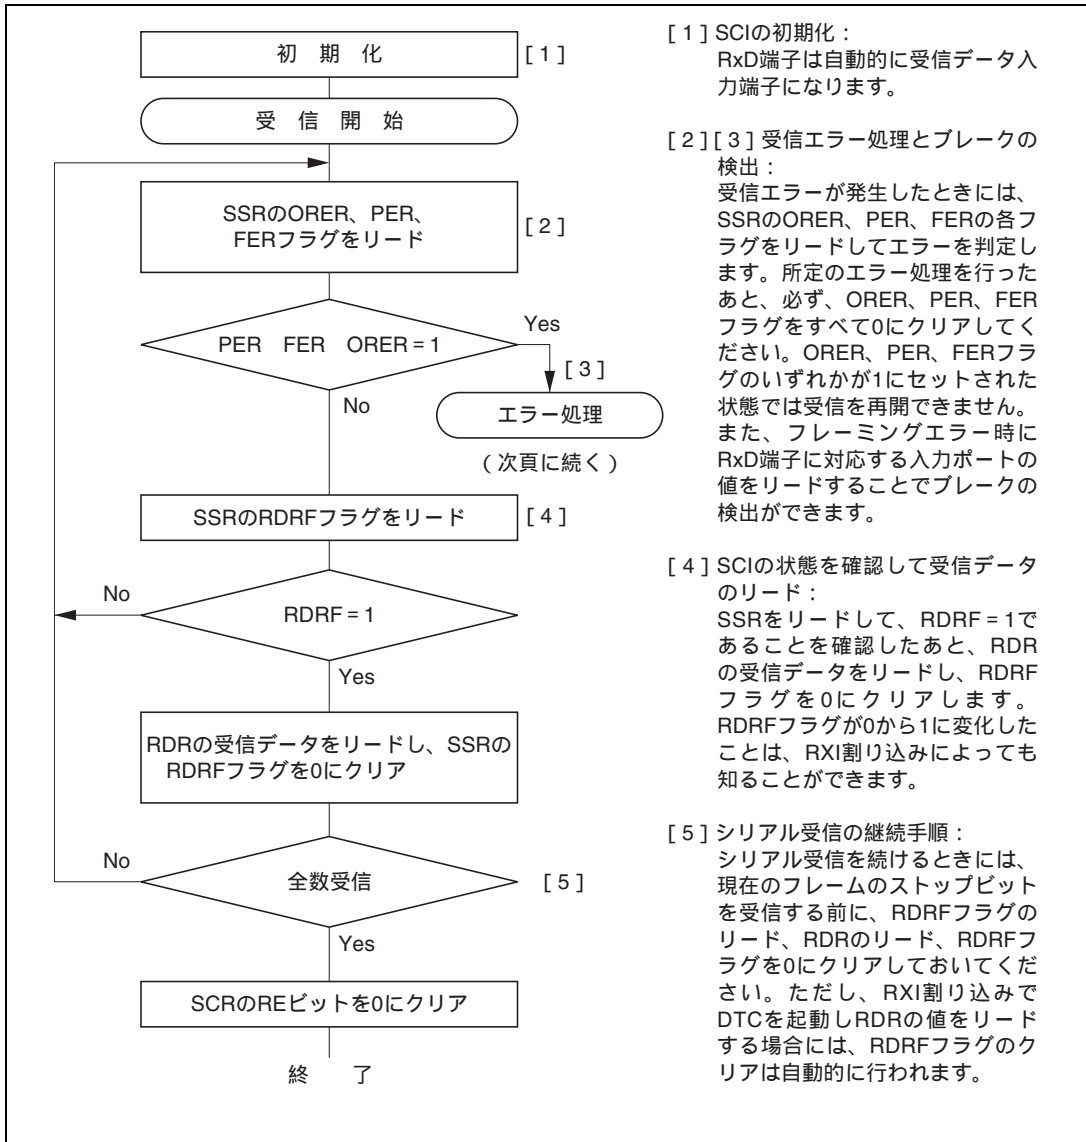 初 期 化
[ 1 ]
受 信 開 始
SSRのORER、PER、
FERフラグをリード
[ 2 ]
PER FER ORER = 1
Yes
[ 3 ]
No
エラー処理
( 次頁に続く )
SSRのRDRFフラグをリード
[ 4 ]
No
RDRF = 1
Yes
RDRの受信データをリードし、SSRの
RDRFフラグを0にクリア
No
全数受信
[ 5 ]
Yes
SCRのREビットを0にクリア
終 了
[ 1 ] SCIの初期化:
RxD端子は自動的に受信データ入
力端子になります。
[ 2 ] [ 3 ] 受信エラー処理とブレークの
検出:
受信エラーが発生したときには、
SSRのORER、PER、FERの各フ
ラグをリードしてエラーを判定し
ます。所定のエラー処理を行った
あと、必ず、ORER、PER、FER
フラグをすべて0にクリアしてく
ださい。ORER、PER、FERフラ
グのいずれかが1にセットされた
状態では受信を再開できません。
また、フレーミングエラー時に
RxD端子に対応する入力ポートの
値をリードすることでブレークの
検出ができます。
[ 4 ] SCIの状態を確認して受信データ
のリード:
SSRをリードして、RDRF = 1で
あることを確認したあと、RDR
の受信データをリードし、RDRF
フラグを0にクリアします。
RDRFフラグが0から1に変化した
ことは、RXI割り込みによっても
知ることができます。
[ 5 ] シリアル受信の継続手順:
シリアル受信を続けるときには、
現在のフレームのストップビット
を受信する前に、RDRFフラグの
リード、RDRのリード、RDRFフ
ラグを0にクリアしておいてくだ
さい。ただし、RXI割り込みで
DTCを起動しRDRの値をリード
する場合には、RDRFフラグのク
リアは自動的に行われます。